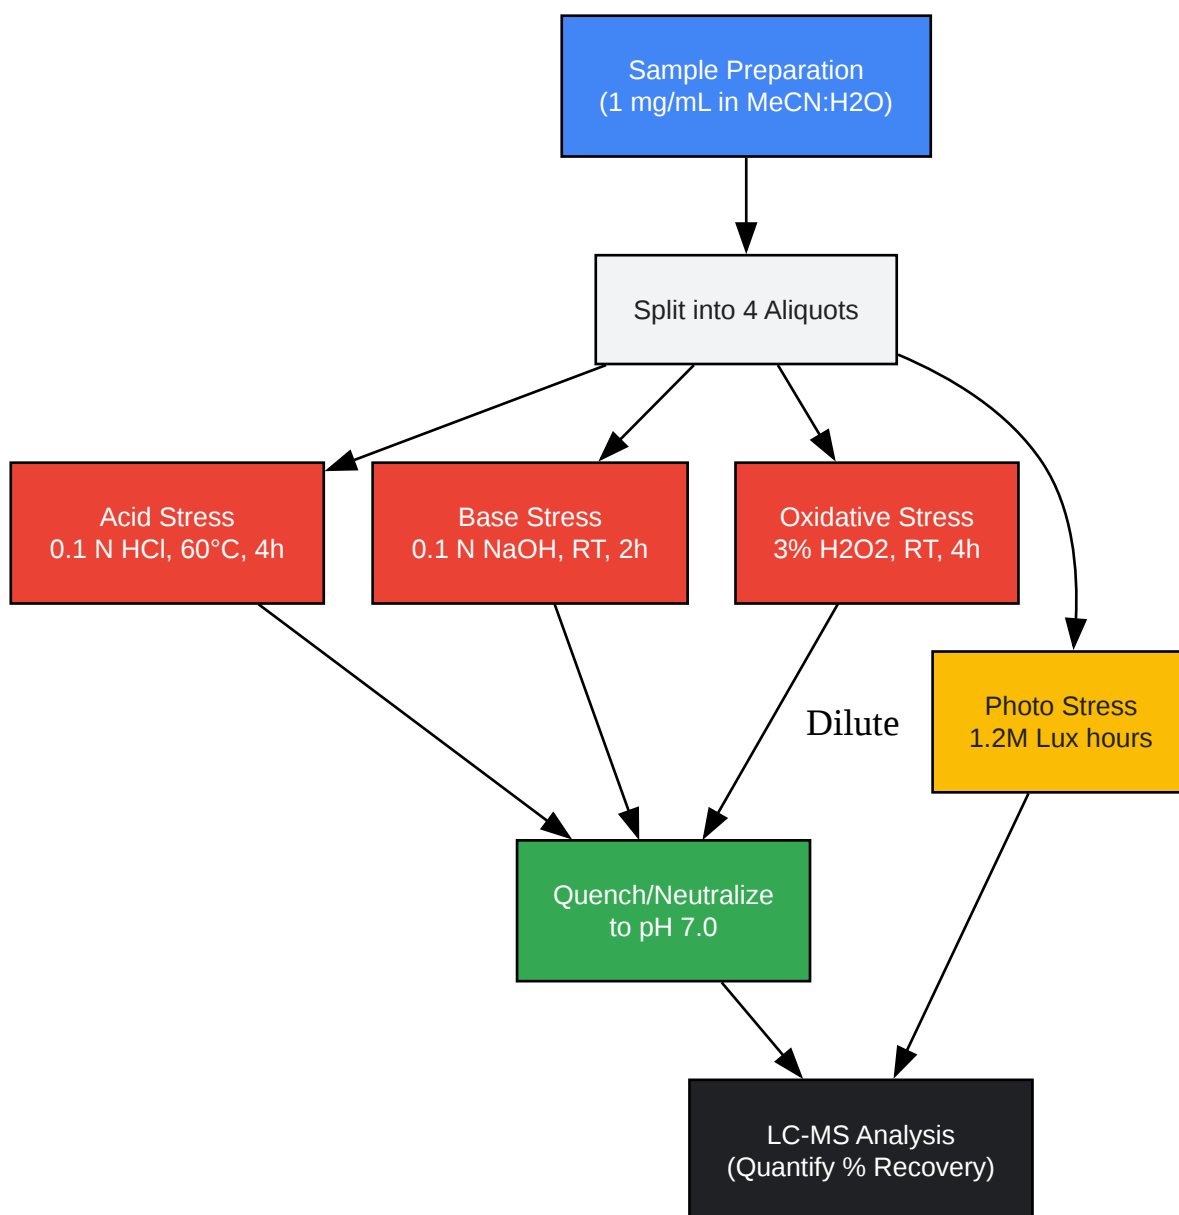 Sample Preparation
(1 mg/mL in MeCN:H2O)
Split into 4 Aliquots
Acid Stress
0.1 N HCl, 60°C, 4h
Base Stress
0.1 N NaOH, RT, 2h
Oxidative Stress
3% H2O2, RT, 4h
Photo Stress
1.2M Lux hours
Dilute
Quench/Neutralize
to pH 7.0
LC-MS Analysis
(Quantify % Recovery)